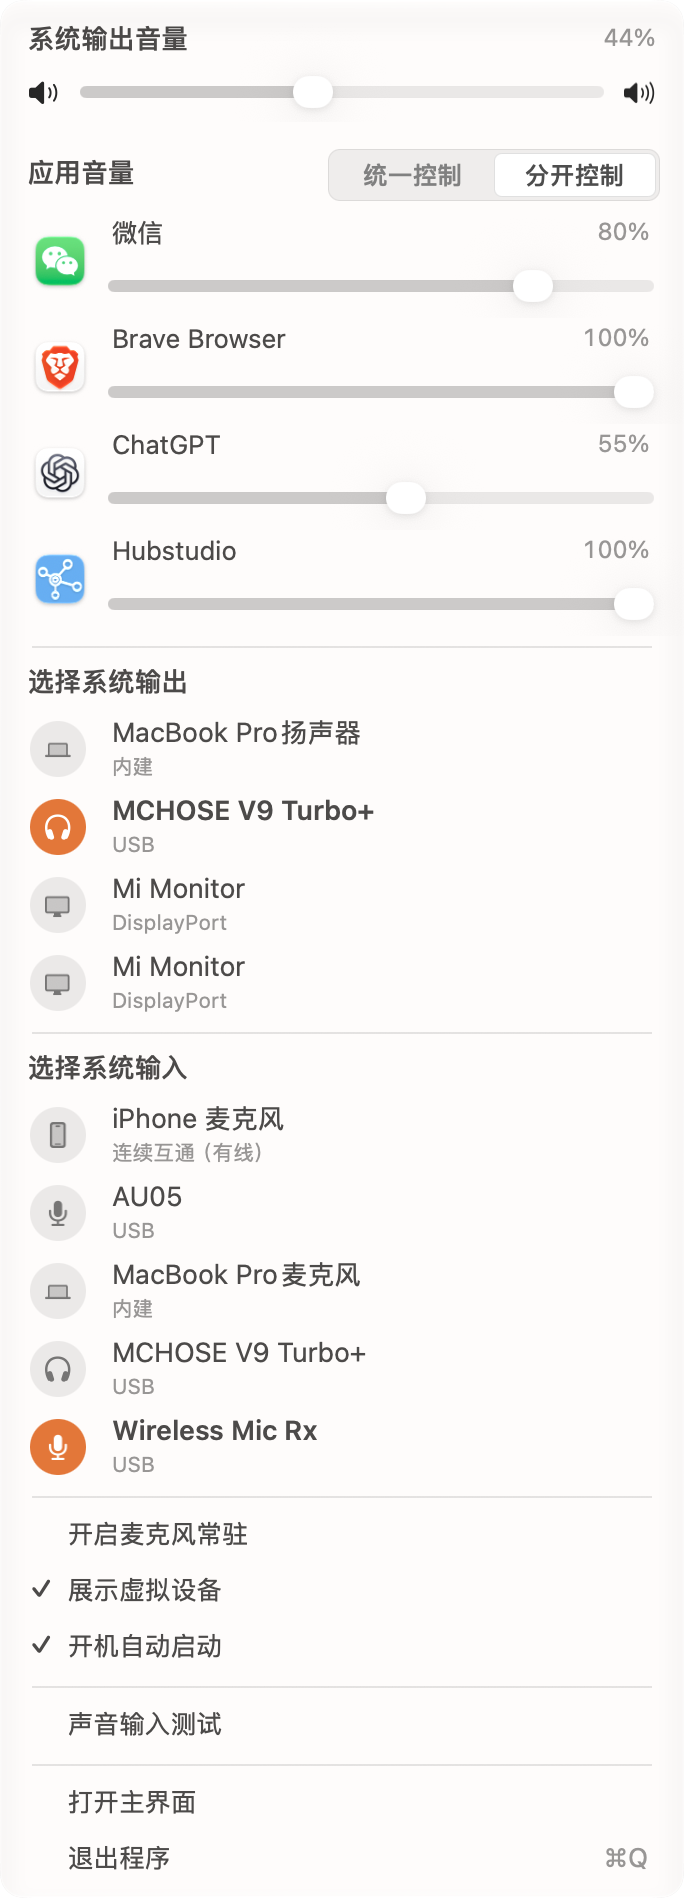 系统输出音量 44%
应用音量 统一控制 分开控制
微信 80%
Brave Browser 100%
ChatGPT 55%
Hubstudio 100%
选择系统输出
MacBook Pro扬声器
内建
MCHOSE V9 Turbo+
USB
Mi Monitor
DisplayPort
Mi Monitor
DisplayPort
选择系统输入
iPhone 麦克风
连续互通 (有线)
AU05
USB
MacBook Pro麦克风
内建
MCHOSE V9 Turbo+
USB
Wireless Mic Rx
USB
开启麦克风常驻
✓ 展示虚拟设备
✓ 开机自动启动
声音输入测试
打开主界面
退出程序 ⌘Q